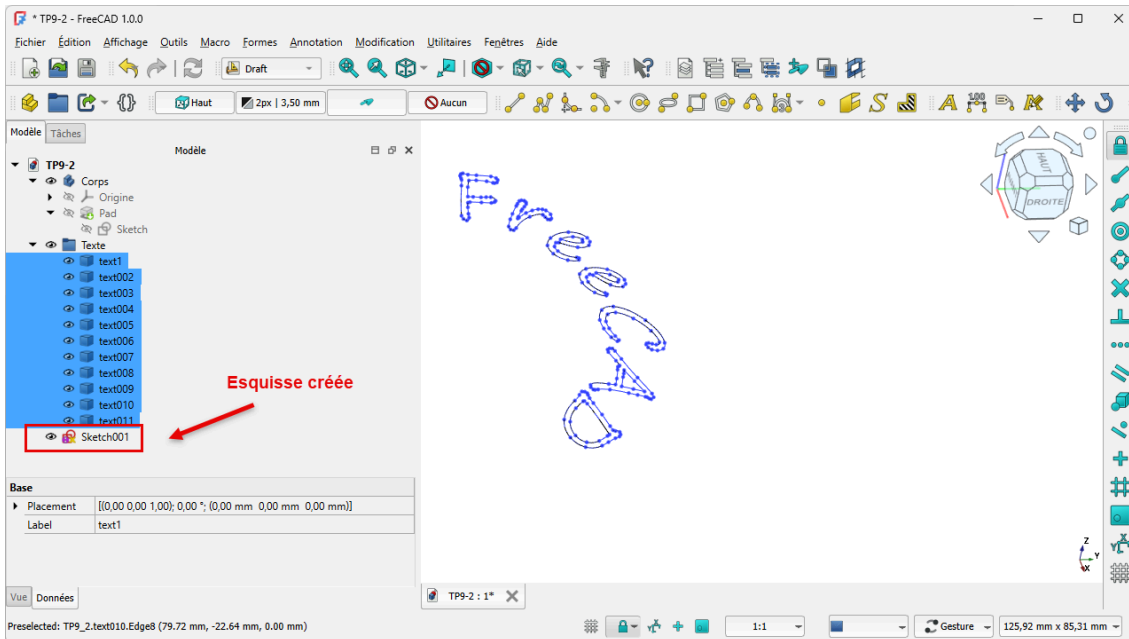 * TP9-2 - FreeCAD 1.0.0
Fichier Édition Affichage Outils Macro Formes Annotation Modification Utilitaires Fenêtres Aide
Draft
Haut 2px | 3,50 mm Aucun
Modèle Tâches
Modèle
TP9-2
Corps
Origine
Pad
Sketch
Texte
text1
text002
text003
text004
text005
text006
text007
text008
text009
text010
text011
Sketch001
Esquisse créée
FreeCAD
HAUT
DROITE
Base
Placement [(0,00 0,00 1,00); 0,00 °; (0,00 mm 0,00 mm 0,00 mm)]
Label text1
Z
Y
X
Vue Données
TP9-2 : 1*
Preselected: TP9_2.text010.Edge8 (79.72 mm, -22.64 mm, 0.00 mm)
1:1 Gesture 125,92 mm x 85,31 mm